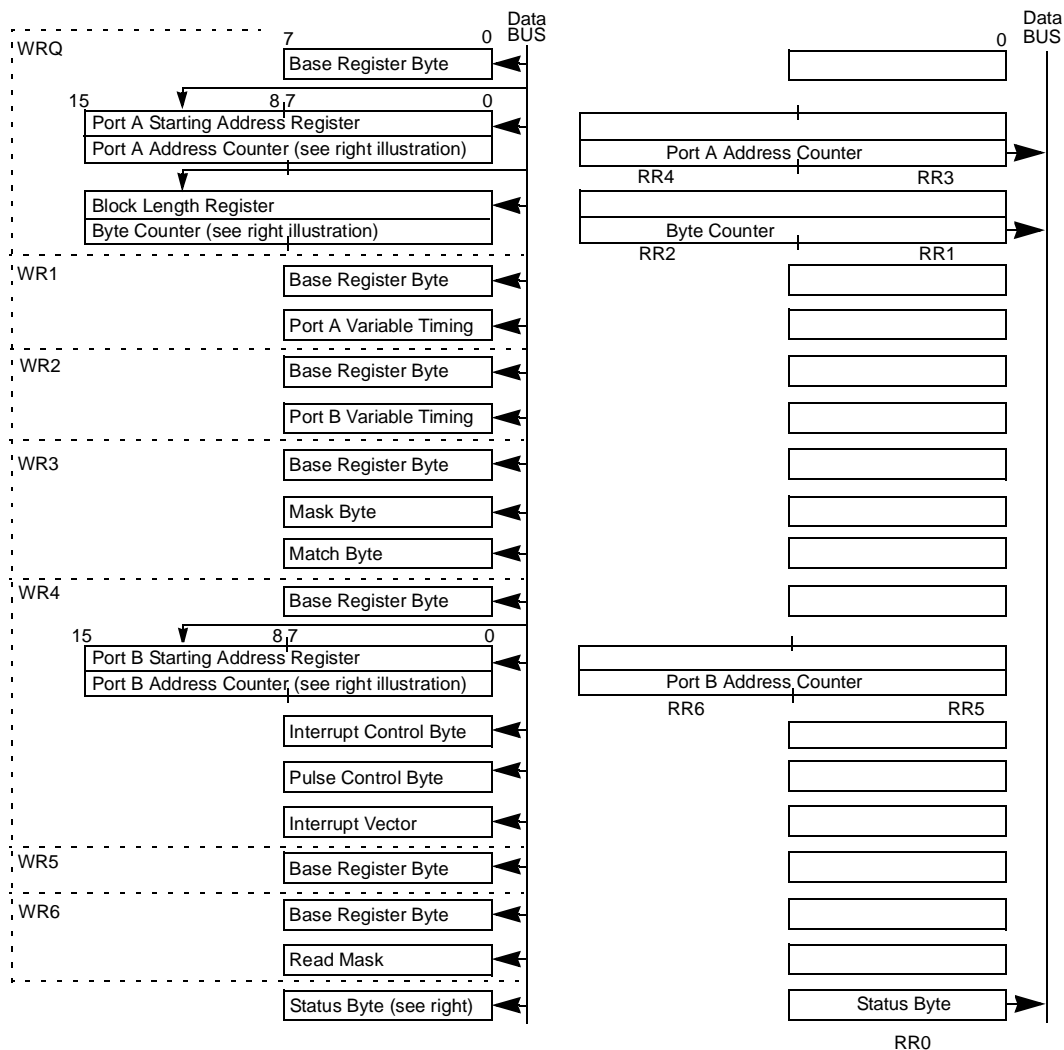 Data
BUS
WRQ
7 0
Base Register Byte
15 8 7 0
Port A Starting Address Register
Port A Address Counter (see right illustration)
Block Length Register
Byte Counter (see right illustration)
WR1
Base Register Byte
Port A Variable Timing
WR2
Base Register Byte
Port B Variable Timing
WR3
Base Register Byte
Mask Byte
Match Byte
WR4
Base Register Byte
15 8 7 0
Port B Starting Address Register
Port B Address Counter (see right illustration)
Interrupt Control Byte
Pulse Control Byte
Interrupt Vector
WR5
Base Register Byte
WR6
Base Register Byte
Read Mask
Status Byte (see right)
Data
BUS
0
Port A Address Counter
RR4 RR3
Byte Counter
RR2 RR1
Port B Address Counter
RR6 RR5
Status Byte
RR0